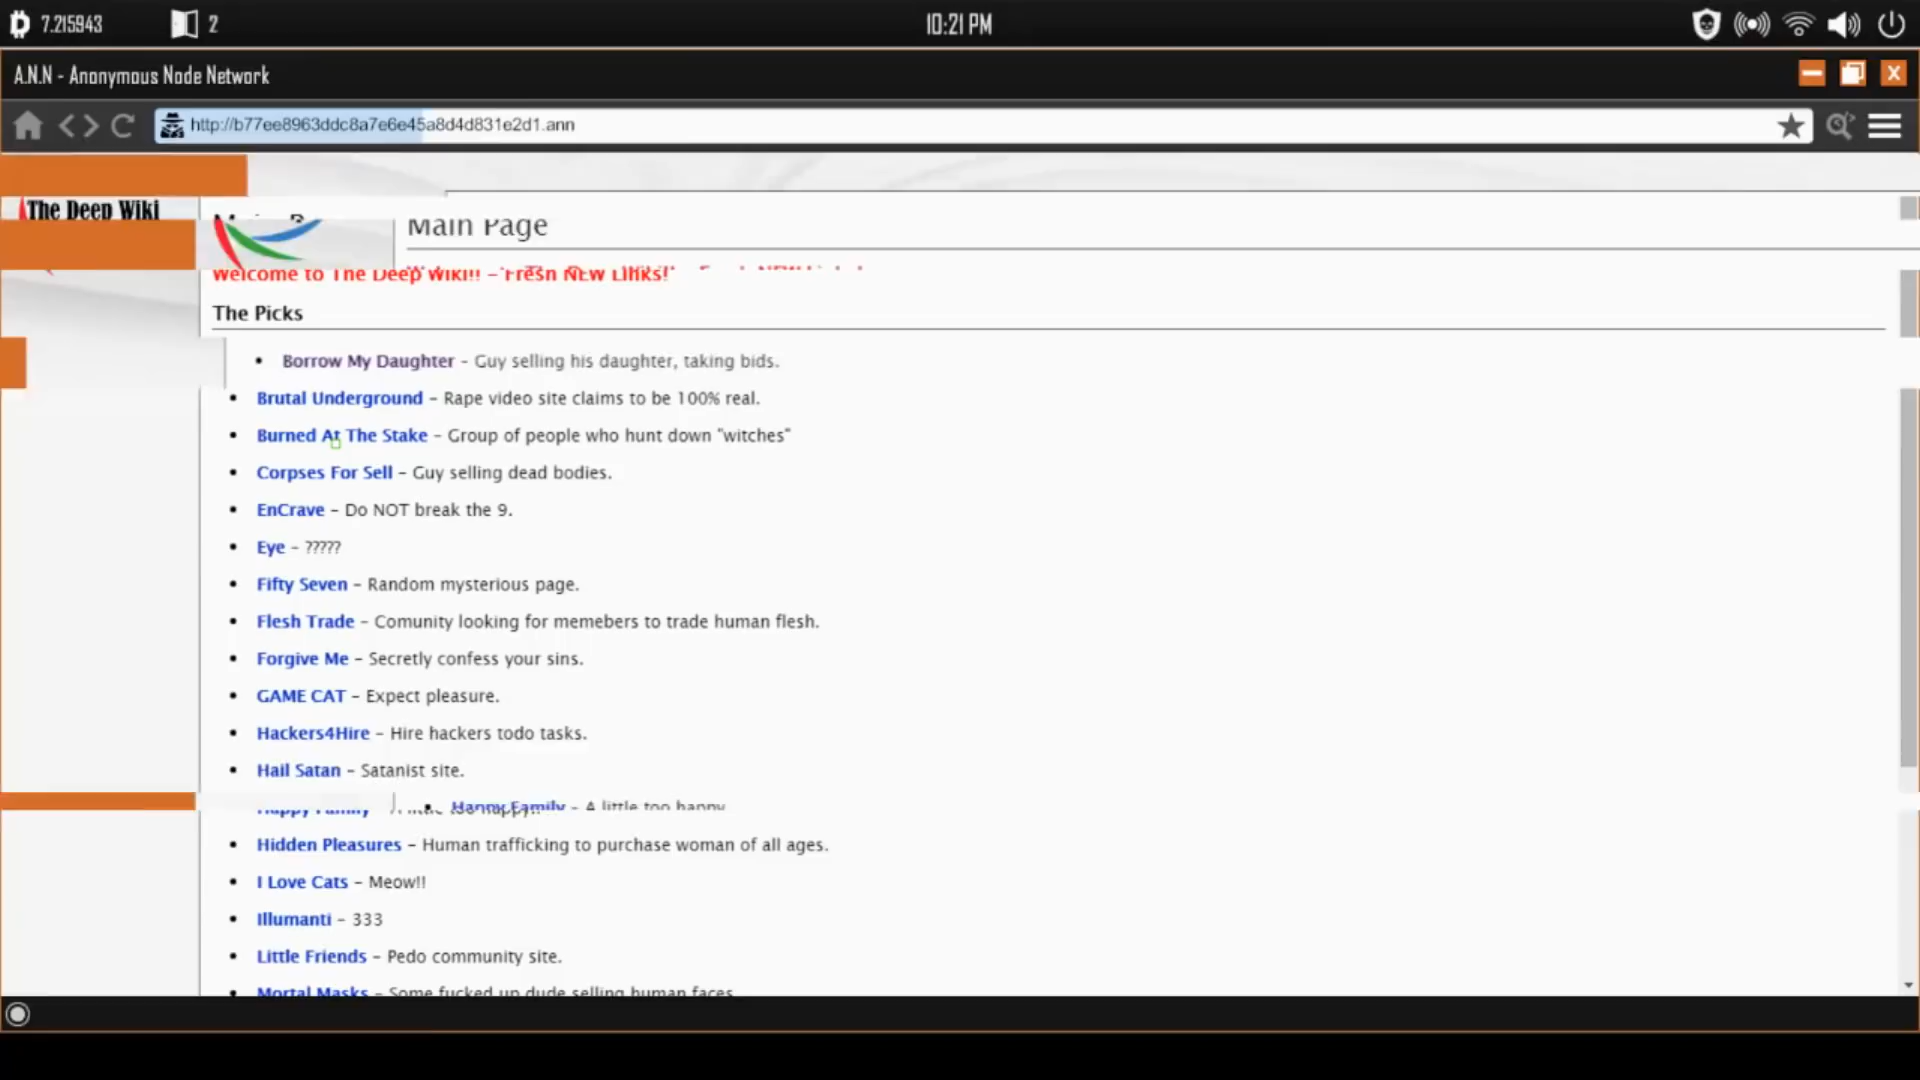 7.215943
2
10:21 PM
A.N.N - Anonymous Node Network
http://b77ee8963ddc8a7e6e45a8d4d831e2d1.ann
The Deep Wiki
Main Page
Welcome to The Deep Wiki!! - Fresh NEW Links!
The Picks
Borrow My Daughter - Guy selling his daughter, taking bids.
Brutal Underground - Rape video site claims to be 100% real.
Burned At The Stake - Group of people who hunt down "witches"
Corpses For Sell - Guy selling dead bodies.
EnCrave - Do NOT break the 9.
Eye - ?????
Fifty Seven - Random mysterious page.
Flesh Trade - Comunity looking for memebers to trade human flesh.
Forgive Me - Secretly confess your sins.
GAME CAT - Expect pleasure.
Hackers4Hire - Hire hackers todo tasks.
Hail Satan - Satanist site.
Happy Family - A little too happy
Hidden Pleasures - Human trafficking to purchase woman of all ages.
I Love Cats - Meow!!
Illumanti - 333
Little Friends - Pedo community site.
Mortal Masks - Some fucked up dude selling human faces